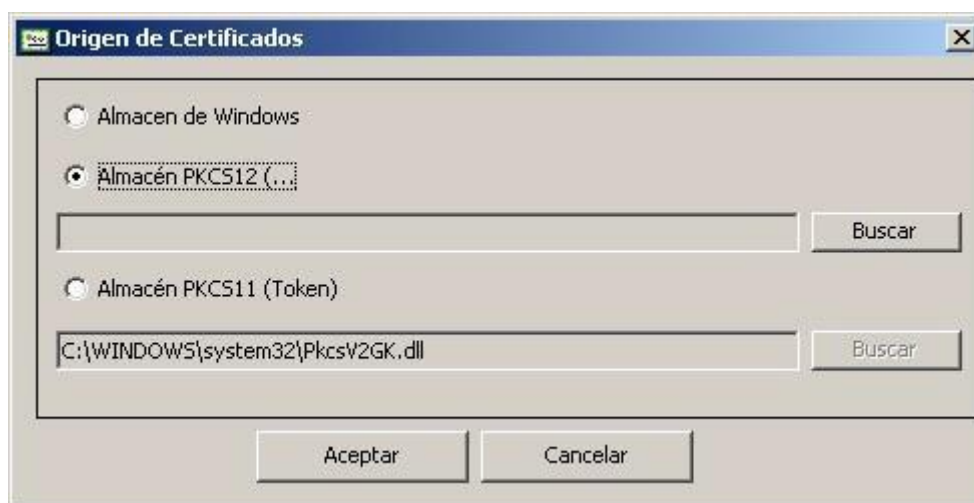 Origen de Certificados
Almacen de Windows
Almacén PKCS12 (...
Buscar
Almacén PKCS11 (Token)
C:\WINDOWS\system32\PkcsV2GK.dll
Buscar
Aceptar
Cancelar